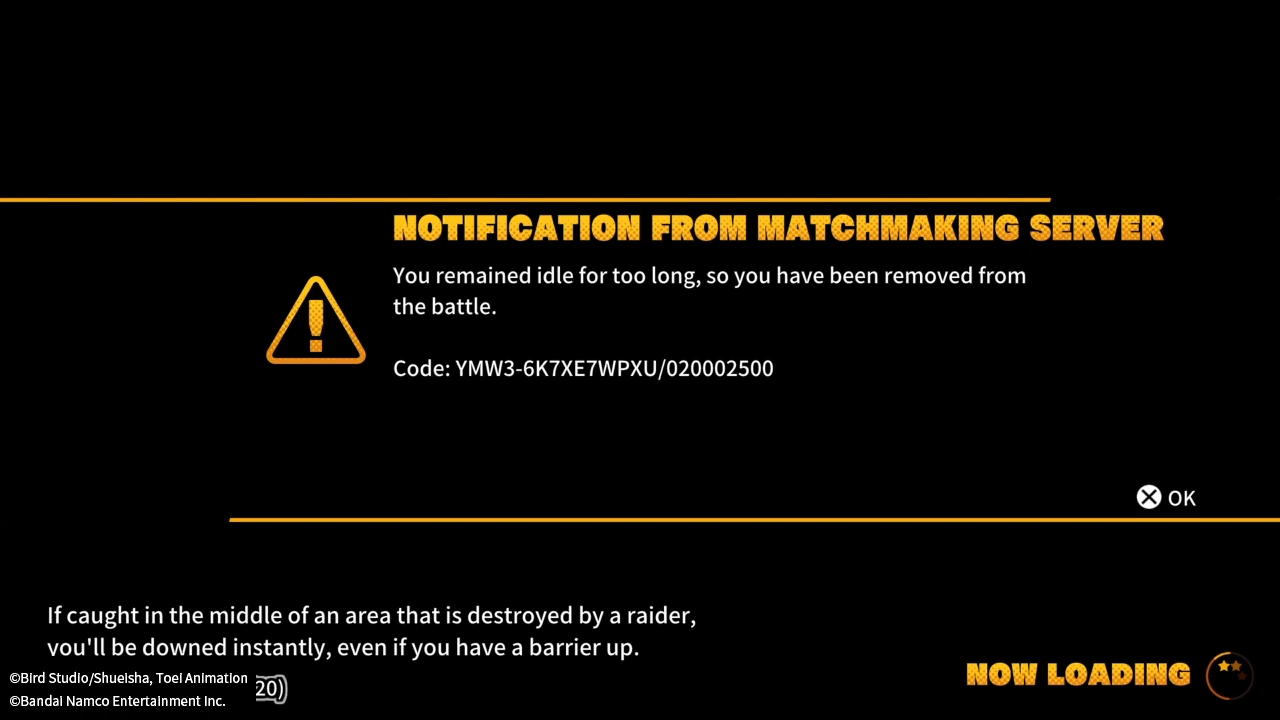 NOTIFICATION FROM MATCHMAKING SERVER
You remained idle for too long, so you have been removed from
the battle.
Code: YMW3-6K7XE7WPXU/020002500
OK
If caught in the middle of an area that is destroyed by a raider,
you'll be downed instantly, even if you have a barrier up.
20)
NOW LOADING
©Bird Studio/Shueisha, Toei Animation
©Bandai Namco Entertainment Inc.